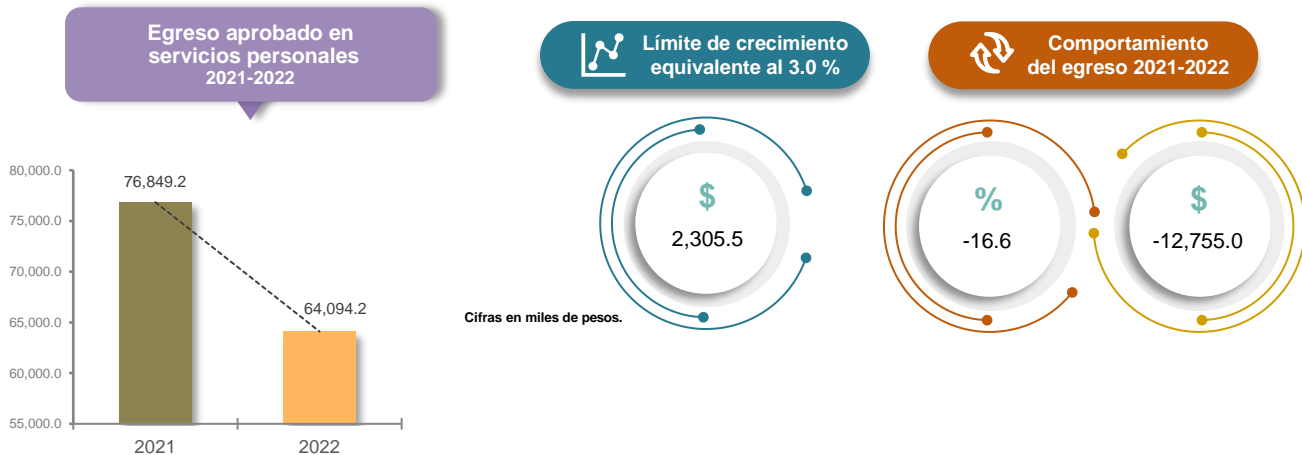 Egreso aprobado en
servicios personales
2021-2022
80,000.0
75,000.0
70,000.0
65,000.0
60,000.0
55,000.0
76,849.2
64,094.2
2021
2022
Límite de crecimiento
equivalente al 3.0 %
$
2,305.5
Cifras en miles de pesos.
Comportamiento
del egreso 2021-2022
%
-16.6
$
-12,755.0